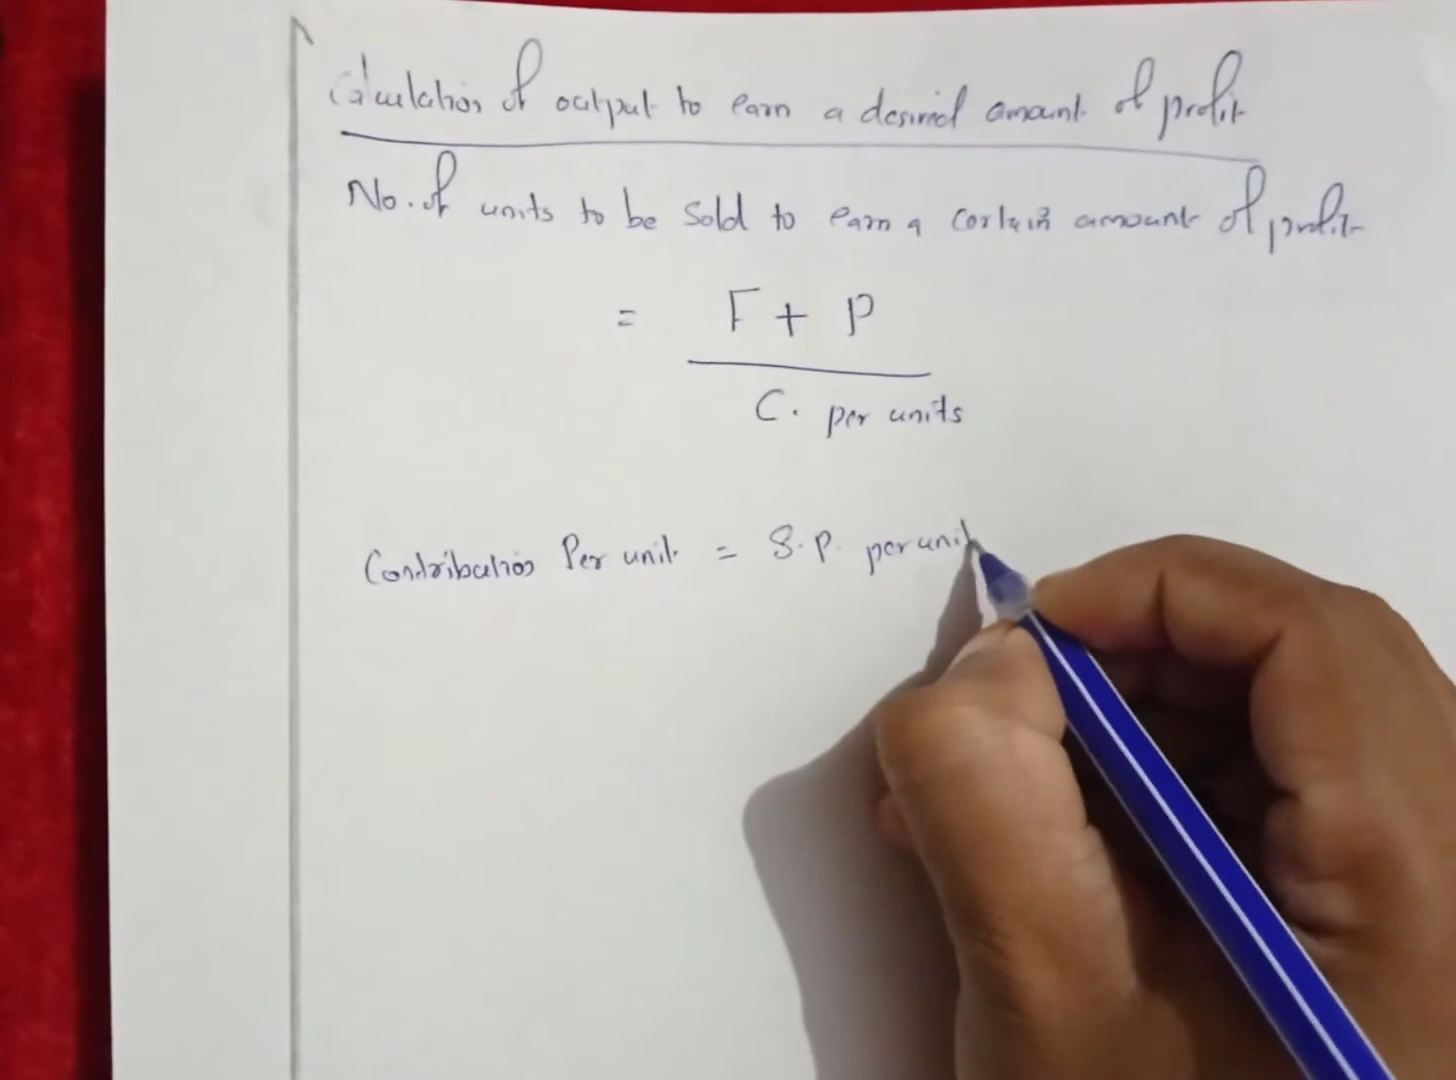 Calculation of output to earn a desired amount of profit
No. of units to be sold to earn a certain amount of profit
= F + P
C. per units
Contribution Per unit = S.P. per unit